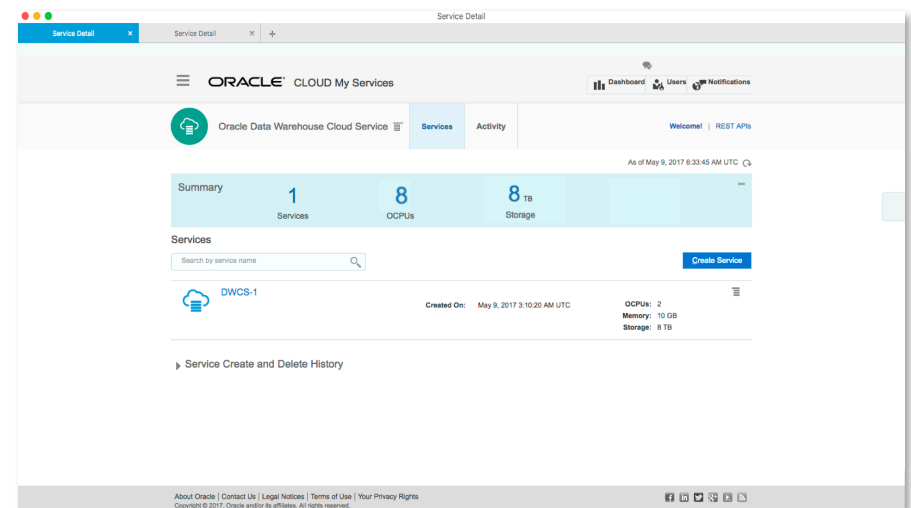 Service Detail
Service Detail × Service Detail × +
ORACLE CLOUD My Services Dashboard Users Notifications
Oracle Data Warehouse Cloud Service Services Activity Welcome! | REST APIs
As of May 9, 2017 6:33:45 AM UTC
Summary
1 8 8 TB
Services OCPUs Storage
Services
Search by service name Create Service
DWCS-1
Created On: May 9, 2017 3:10:20 AM UTC OCPUs: 2
Memory: 10 GB
Storage: 8 TB
Service Create and Delete History
About Oracle | Contact Us | Legal Notices | Terms of Use | Your Privacy Rights
Copyright © 2017, Oracle and/or its affiliates. All rights reserved.